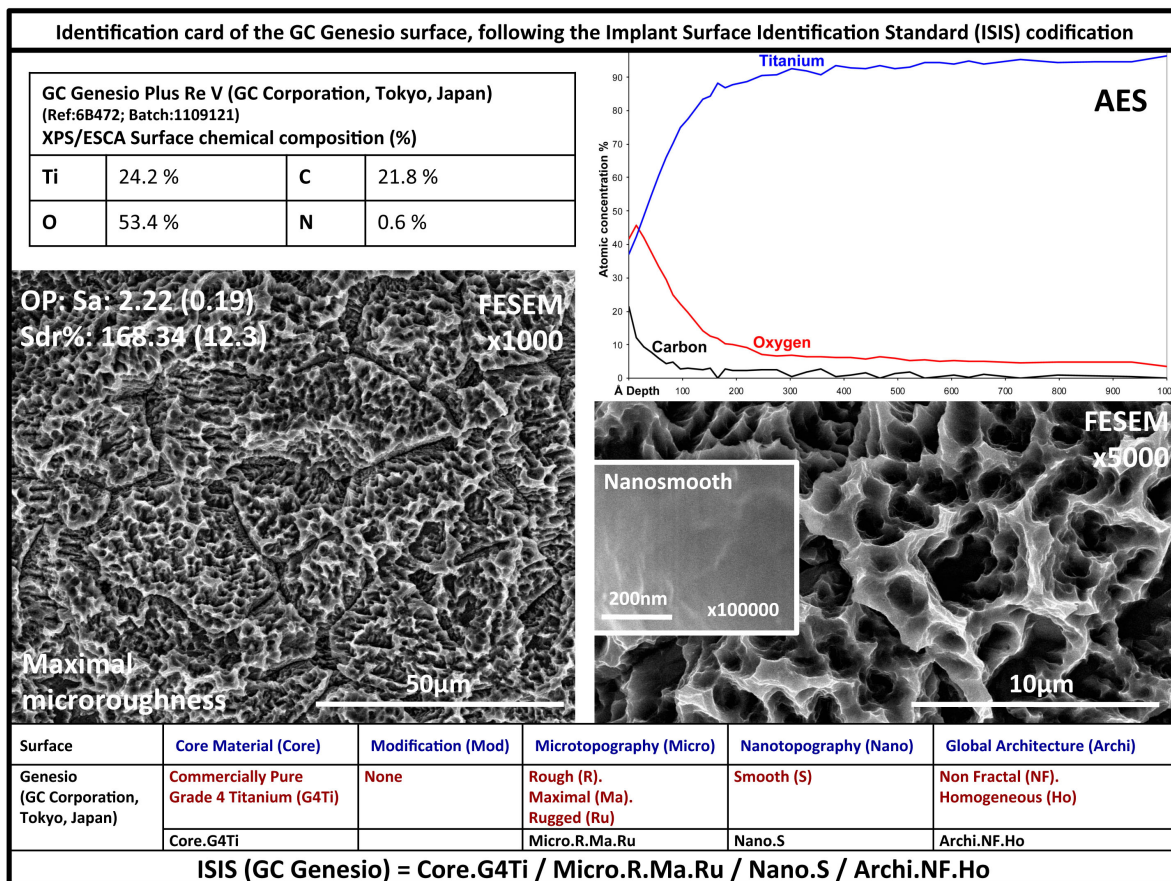 Identification card of the GC Genesio surface, following the Implant Surface Identification Standard (ISIS) codification
GC Genesio Plus Re V (GC Corporation, Tokyo, Japan)
(Ref:6B472; Batch:1109121)
XPS/ESCA Surface chemical composition (%)
Ti 24.2 % C 21.8 %
O 53.4 % N 0.6 %
Titanium
AES
Atomic concentration %
90
80
70
60
50
40
30
20
10
0
Carbon
Oxygen
Å Depth 100 200 300 400 500 600 700 800 900 100
OP: Sa: 2.22 (0.19)
Sdr%: 168.34 (12.3)
FESEM
x1000
Maximal
microroughness
50µm
FESEM
x5000
Nanosmooth
200nm
x100000
10µm
Surface Core Material (Core) Modification (Mod) Microtopography (Micro) Nanotopography (Nano) Global Architecture (Archi)
Genesio Commercially Pure None Rough (R). Smooth (S) Non Fractal (NF).
(GC Corporation, Grade 4 Titanium (G4Ti) Maximal (Ma). Homogeneous (Ho)
Tokyo, Japan) Rugged (Ru)
Core.G4Ti Micro.R.Ma.Ru Nano.S Archi.NF.Ho
ISIS (GC Genesio) = Core.G4Ti / Micro.R.Ma.Ru / Nano.S / Archi.NF.Ho